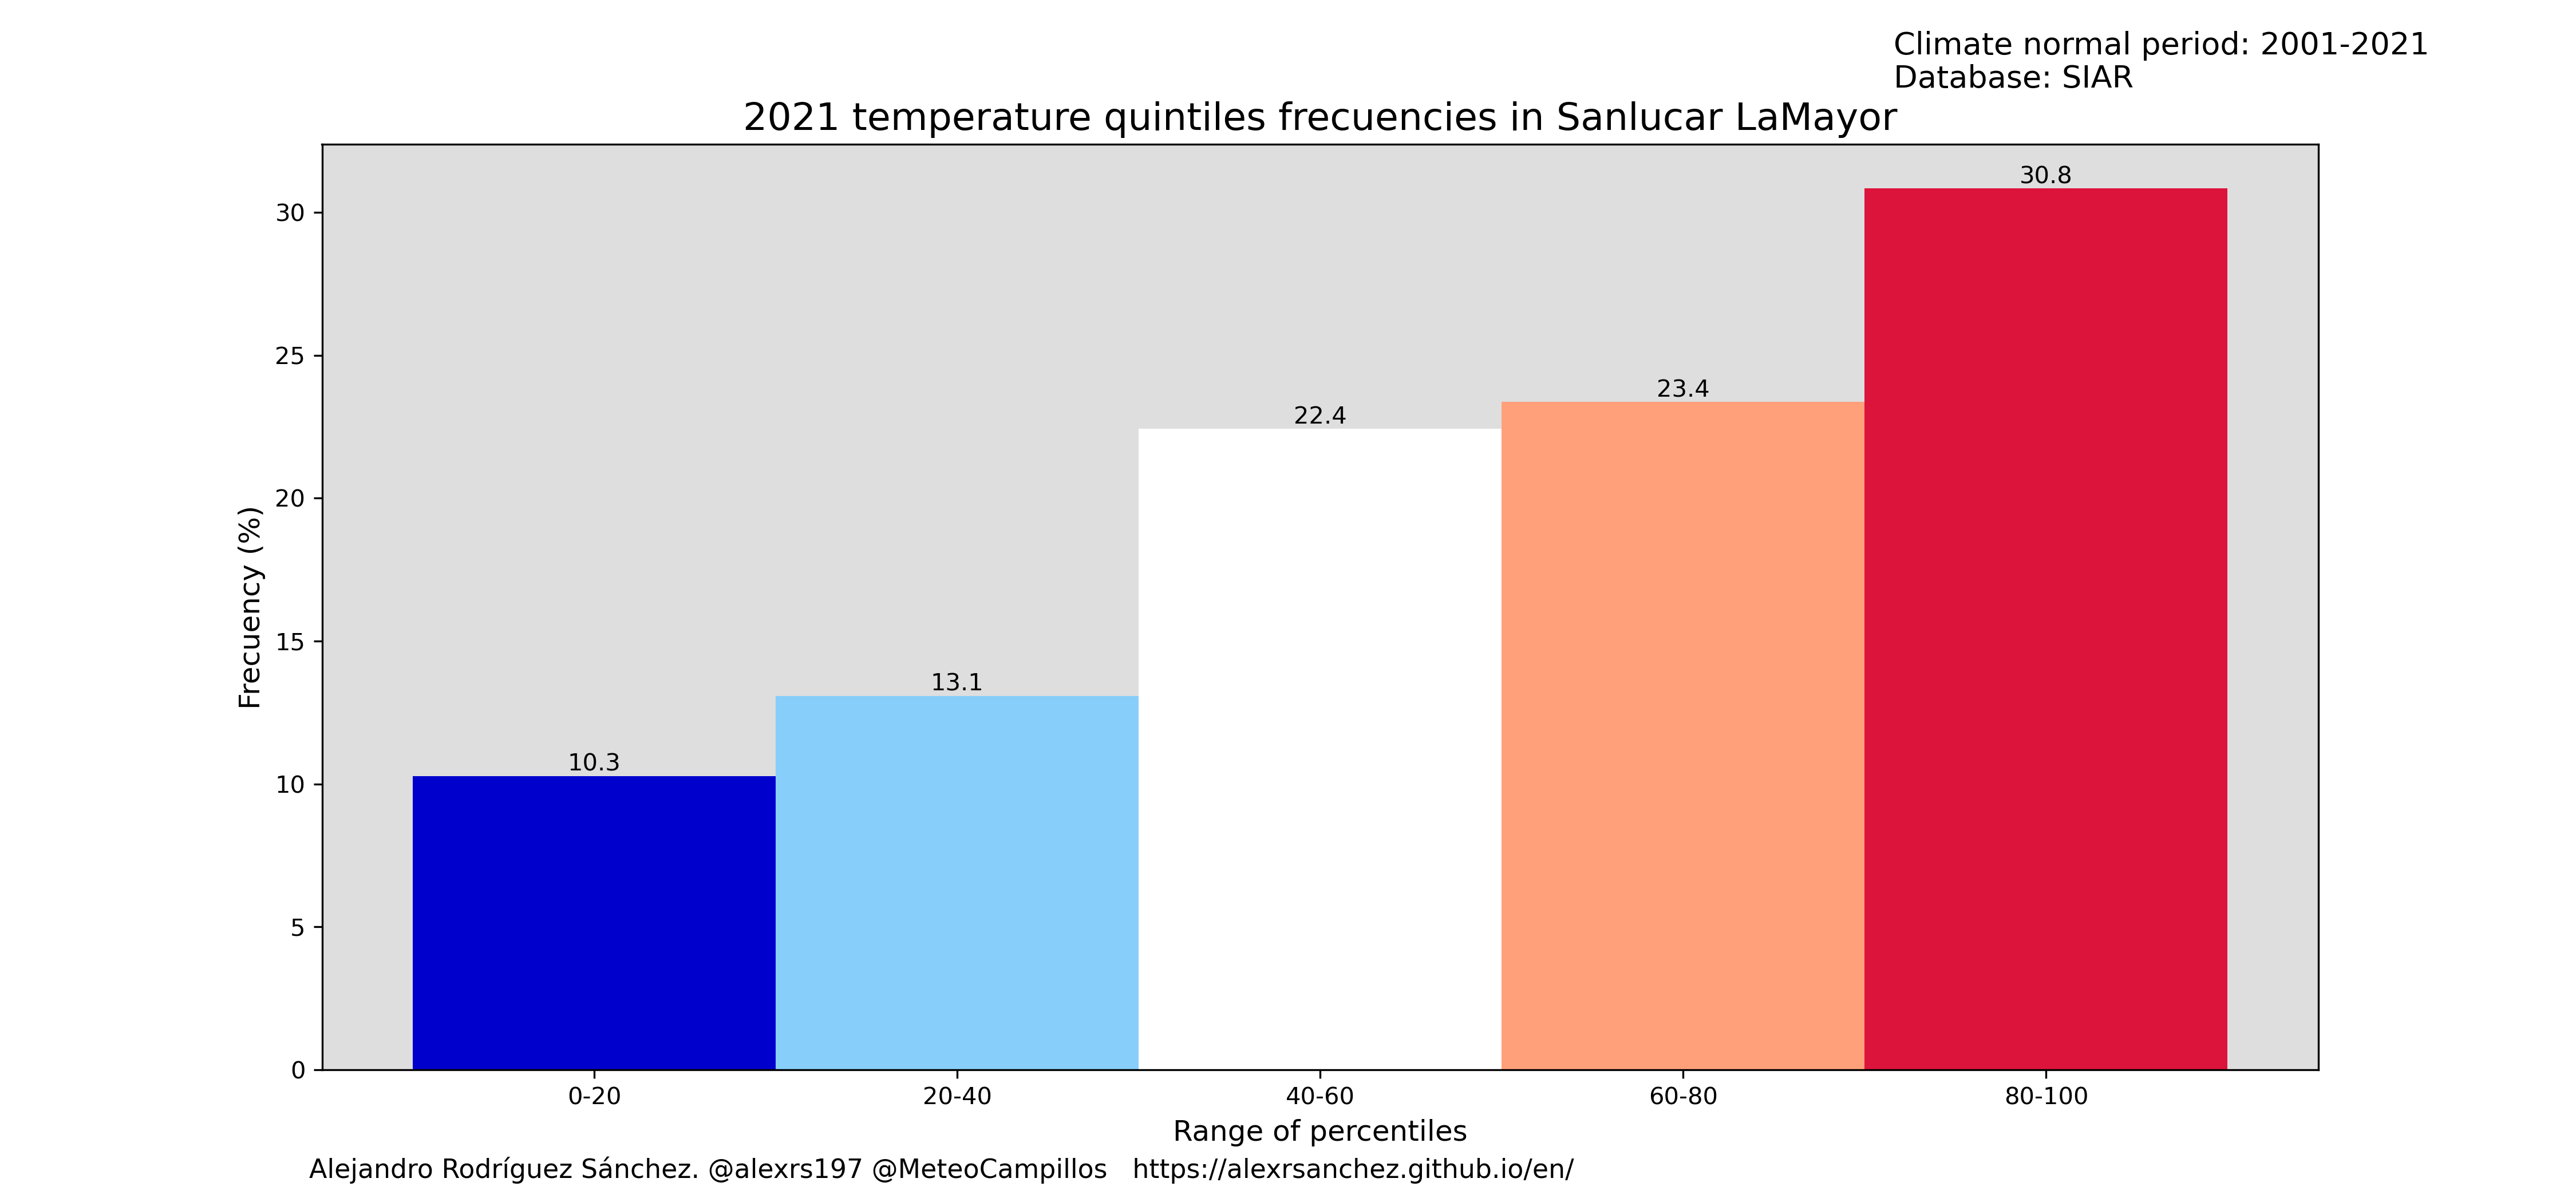 Climate normal period: 2001-2021
Database: SIAR
2021 temperature quintiles frecuencies in Sanlucar LaMayor
30.8
30
25
23.4
22.4
20
Frecuency (%)
15
13.1
10.3
10
5
0
0-20 20-40 40-60 60-80 80-100
Range of percentiles
Alejandro Rodríguez Sánchez. @alexrs197 @MeteoCampillos https://alexrsanchez.github.io/en/